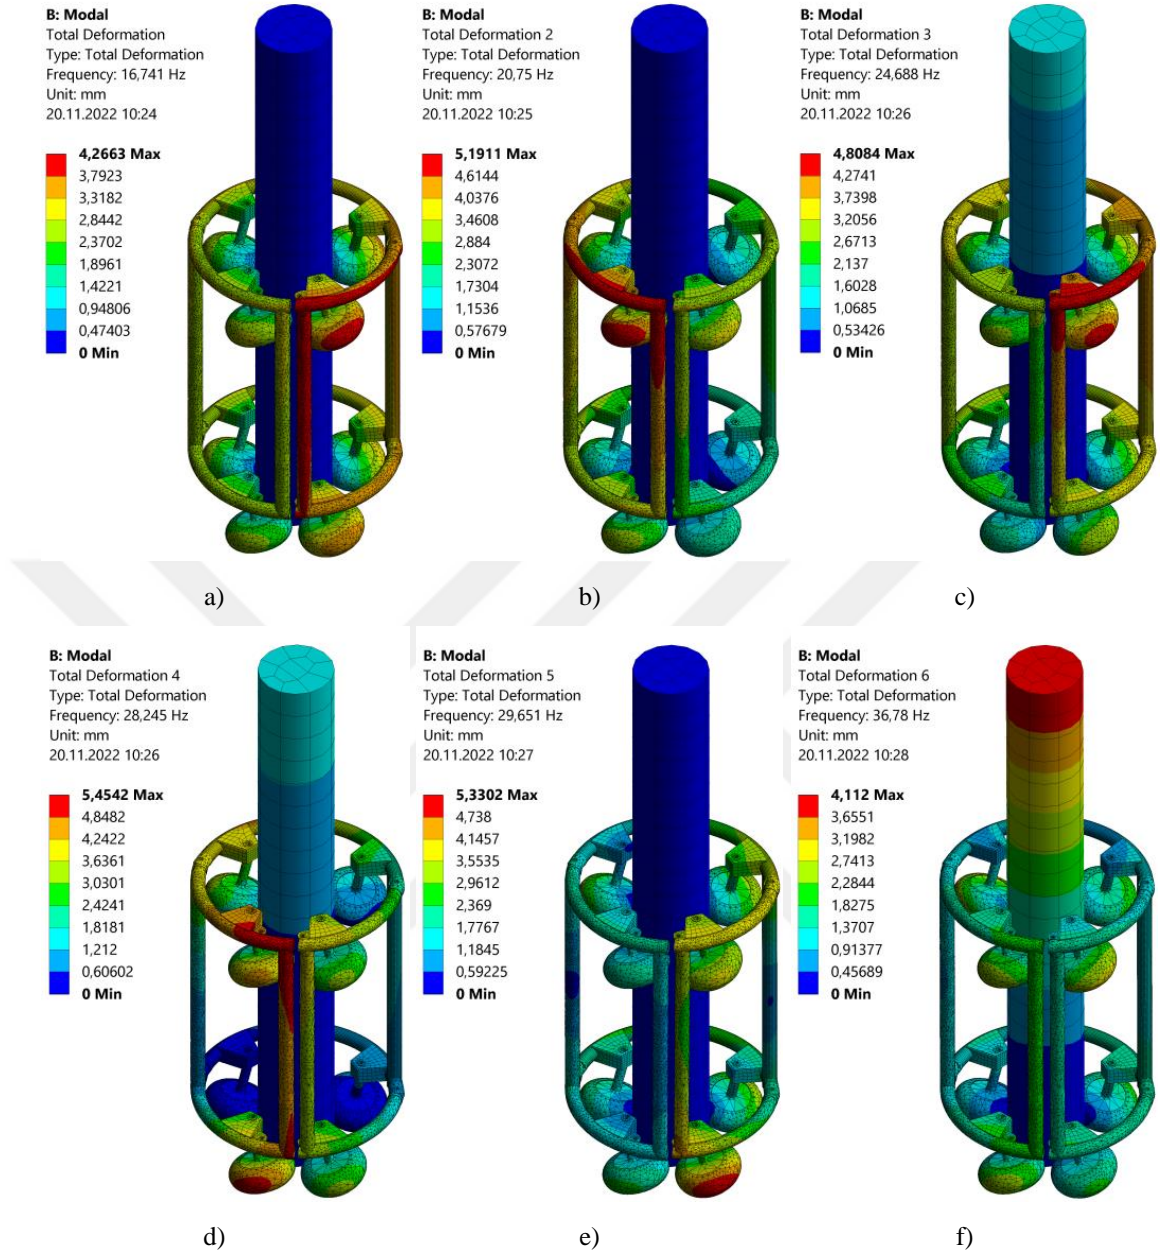 B: Modal
Total Deformation
Type: Total Deformation
Frequency: 16,741 Hz
Unit: mm
20.11.2022 10:24
4,2663 Max
3,7923
3,3182
2,8442
2,3702
1,8961
1,4221
0,94806
0,47403
0 Min
a)
B: Modal
Total Deformation 2
Type: Total Deformation
Frequency: 20,75 Hz
Unit: mm
20.11.2022 10:25
5,1911 Max
4,6144
4,0376
3,4608
2,884
2,3072
1,7304
1,1536
0,57679
0 Min
b)
B: Modal
Total Deformation 3
Type: Total Deformation
Frequency: 24,688 Hz
Unit: mm
20.11.2022 10:26
4,8084 Max
4,2741
3,7398
3,2056
2,6713
2,137
1,6028
1,0685
0,53426
0 Min
c)
B: Modal
Total Deformation 4
Type: Total Deformation
Frequency: 28,245 Hz
Unit: mm
20.11.2022 10:26
5,4542 Max
4,8482
4,2422
3,6361
3,0301
2,4241
1,8181
1,212
0,60602
0 Min
d)
B: Modal
Total Deformation 5
Type: Total Deformation
Frequency: 29,651 Hz
Unit: mm
20.11.2022 10:27
5,3302 Max
4,738
4,1457
3,5535
2,9612
2,369
1,7767
1,1845
0,59225
0 Min
e)
B: Modal
Total Deformation 6
Type: Total Deformation
Frequency: 36,78 Hz
Unit: mm
20.11.2022 10:28
4,112 Max
3,6551
3,1982
2,7413
2,2844
1,8275
1,3707
0,91377
0,45689
0 Min
f)